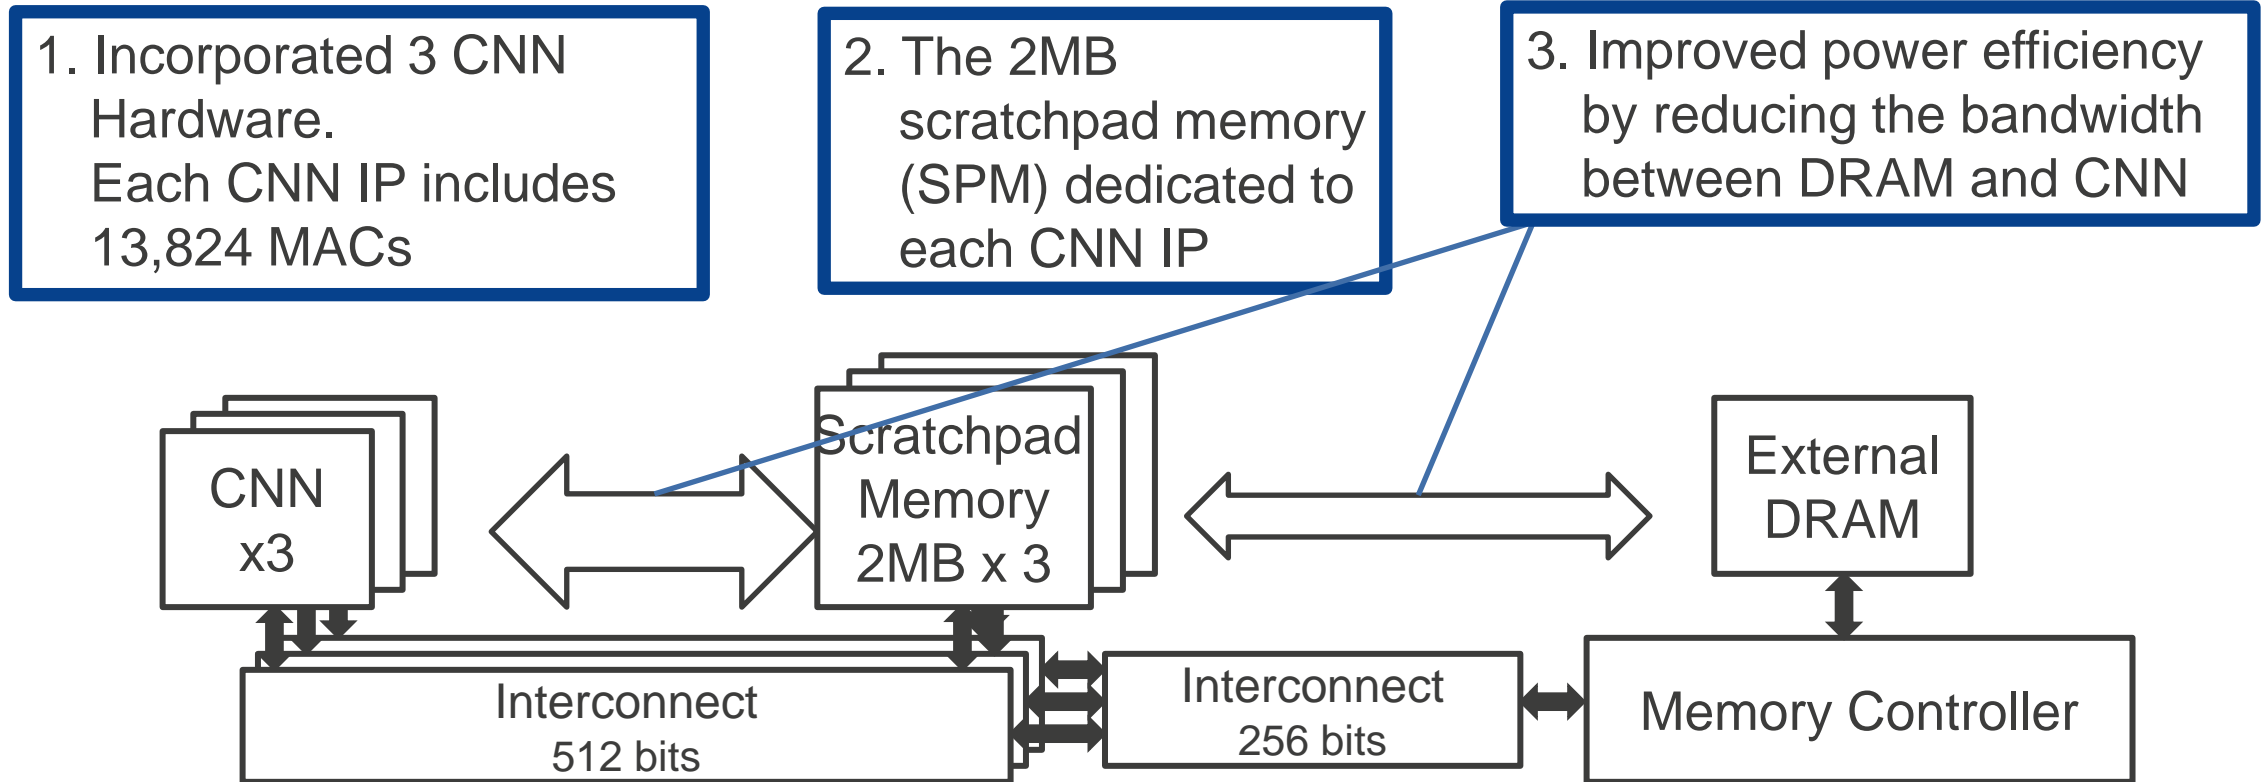 1. Incorporated 3 CNN
Hardware.
Each CNN IP includes
13,824 MACs
2. The 2MB
scratchpad memory
(SPM) dedicated to
each CNN IP
3. Improved power efficiency
by reducing the bandwidth
between DRAM and CNN
CNN
x3
Scratchpad
Memory
2MB x 3
External
DRAM
Interconnect
512 bits
Interconnect
256 bits
Memory Controller